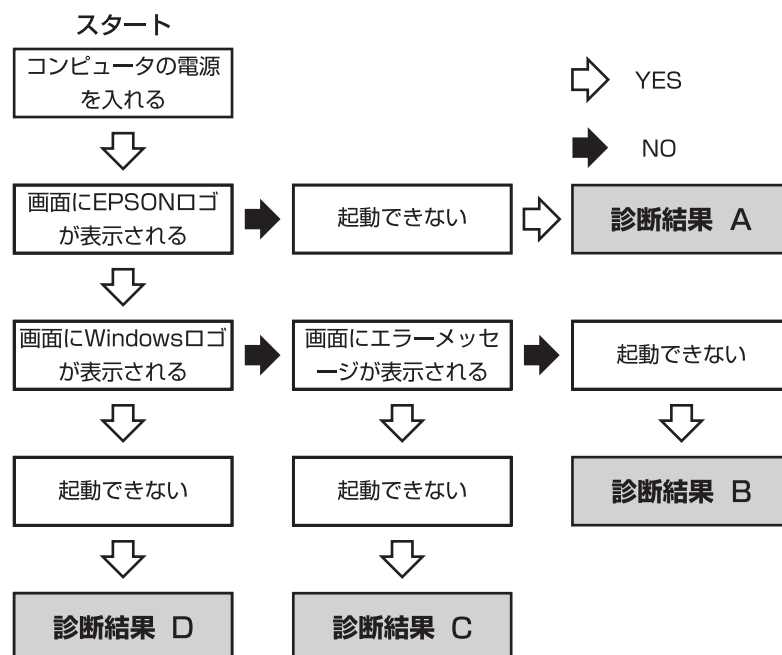 スタート
コンピュータの電源
を入れる
YES
NO
画面にEPSONロゴ
が表示される
起動できない
診断結果 A
画面にWindowsロゴ
が表示される
画面にエラーメッセ
ージが表示される
起動できない
起動できない
起動できない
診断結果 B
診断結果 D
診断結果 C